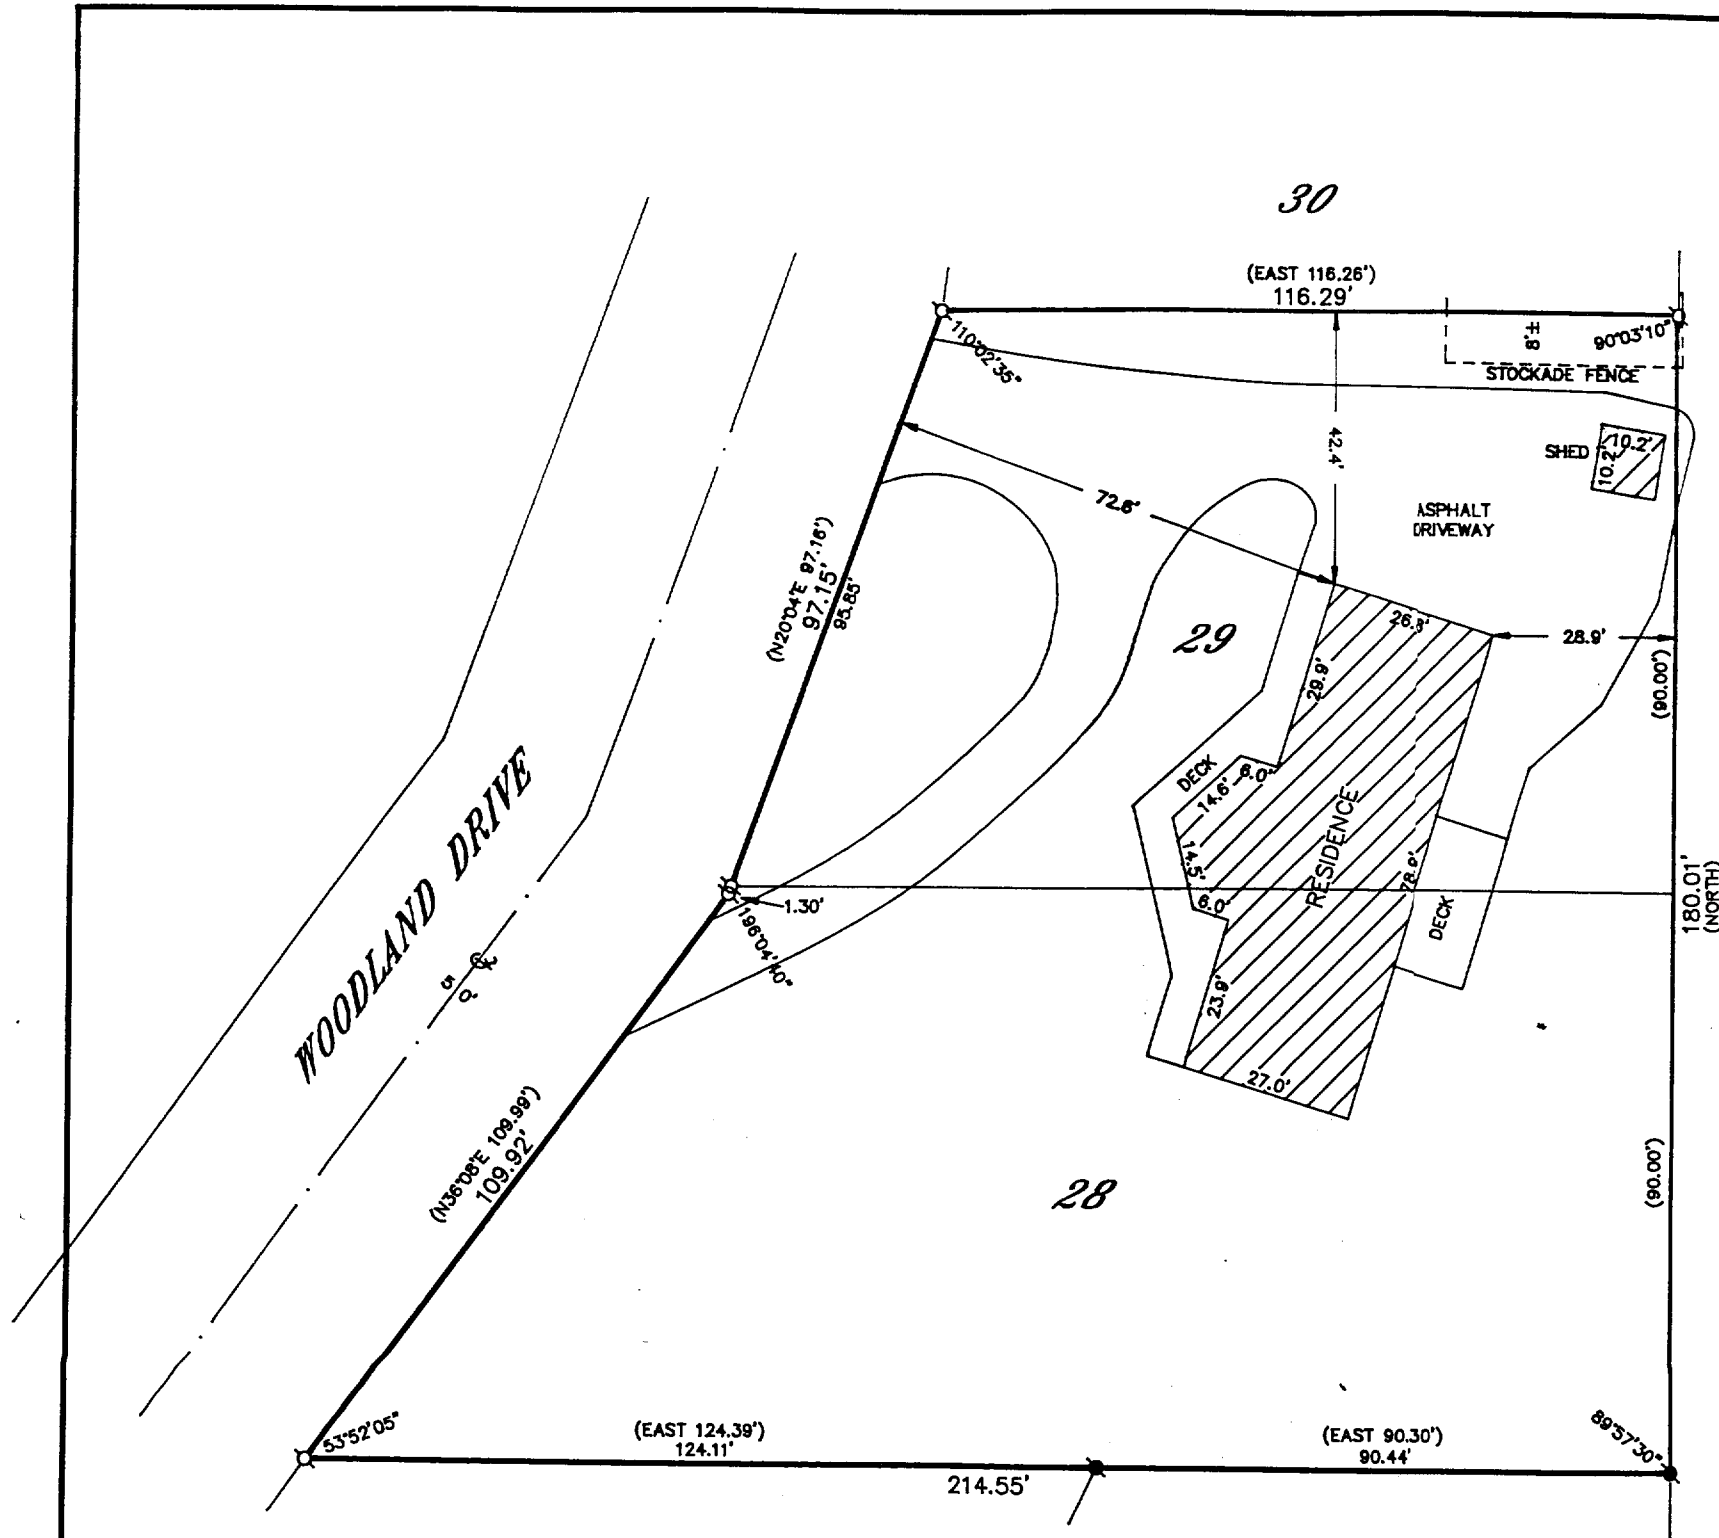 30
(EAST 116.26')
116.29'
90°03'10"
8'±
STOCKADE FENCE
110°02'35"
42.4'
SHED
10.2'
10.2'
72.6'
ASPHALT
DRIVEWAY
(N20°04'E 97.16')
97.15'
95.85'
29
26.8'
28.9'
29.9'
(90.00')
DECK
6.0'
14.6'
RESIDENCE
14.5'
78.9'
6.0'
DECK
180.01'
(NORTH)
1.30'
196°04'40"
WOODLAND DRIVE
50'
23.9'
27.0'
(N36°08'E 109.99')
109.92'
28
(90.00')
53°52'05"
(EAST 124.39')
124.11'
(EAST 90.30')
90.44'
89°57'30"
214.55'